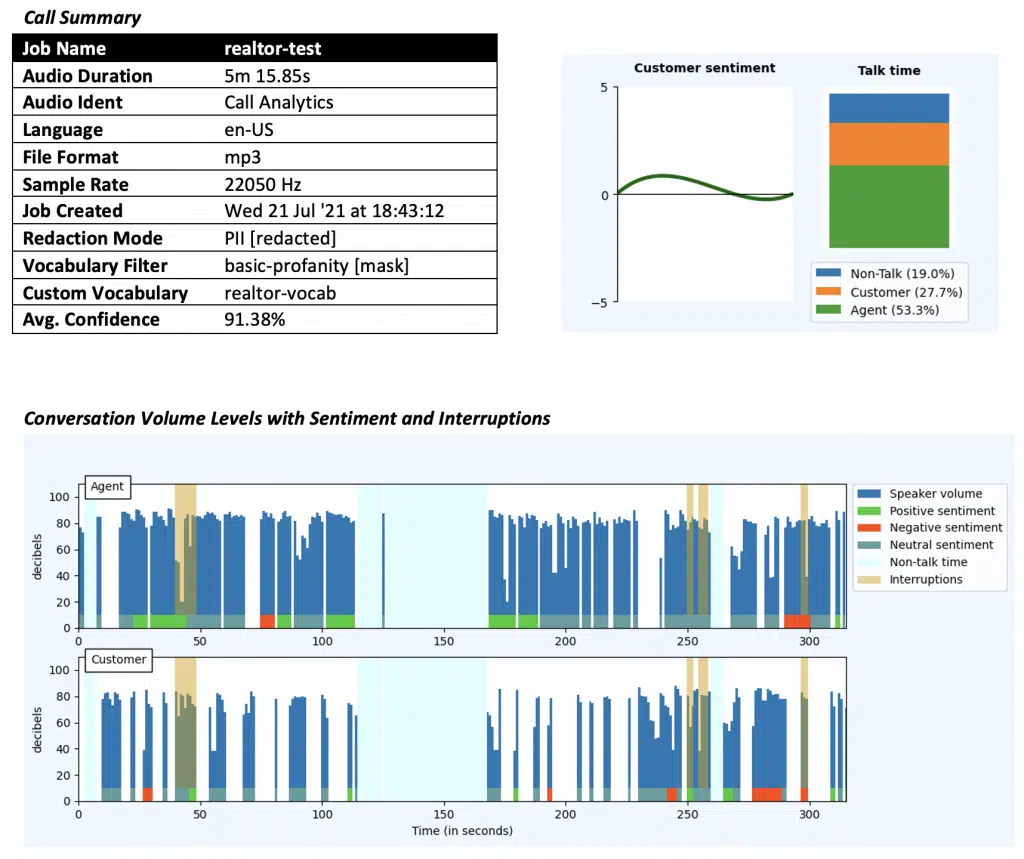 Call Summary
Job Name realtor-test
Audio Duration 5m 15.85s
Audio Ident Call Analytics
Language en-US
File Format mp3
Sample Rate 22050 Hz
Job Created Wed 21 Jul '21 at 18:43:12
Redaction Mode PII [redacted]
Vocabulary Filter basic-profanity [mask]
Custom Vocabulary realtor-vocab
Avg. Confidence 91.38%
Customer sentiment
5
0
−5
Talk time
Non-Talk (19.0%)
Customer (27.7%)
Agent (53.3%)
Conversation Volume Levels with Sentiment and Interruptions
Agent
decibels
100
80
60
40
20
0
0 50 100 150 200 250 300
Speaker volume
Positive sentiment
Negative sentiment
Neutral sentiment
Non-talk time
Interruptions
Customer
decibels
100
80
60
40
20
0
0 50 100 150 200 250 300
Time (in seconds)